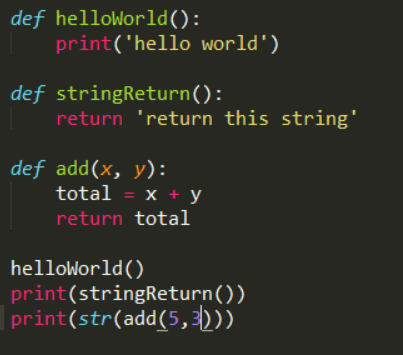 def helloWorld():
    print('hello world')

def stringReturn():
    return 'return this string'

def add(x, y):
    total = x + y
    return total

helloWorld()
print(stringReturn())
print(str(add(5,3)))